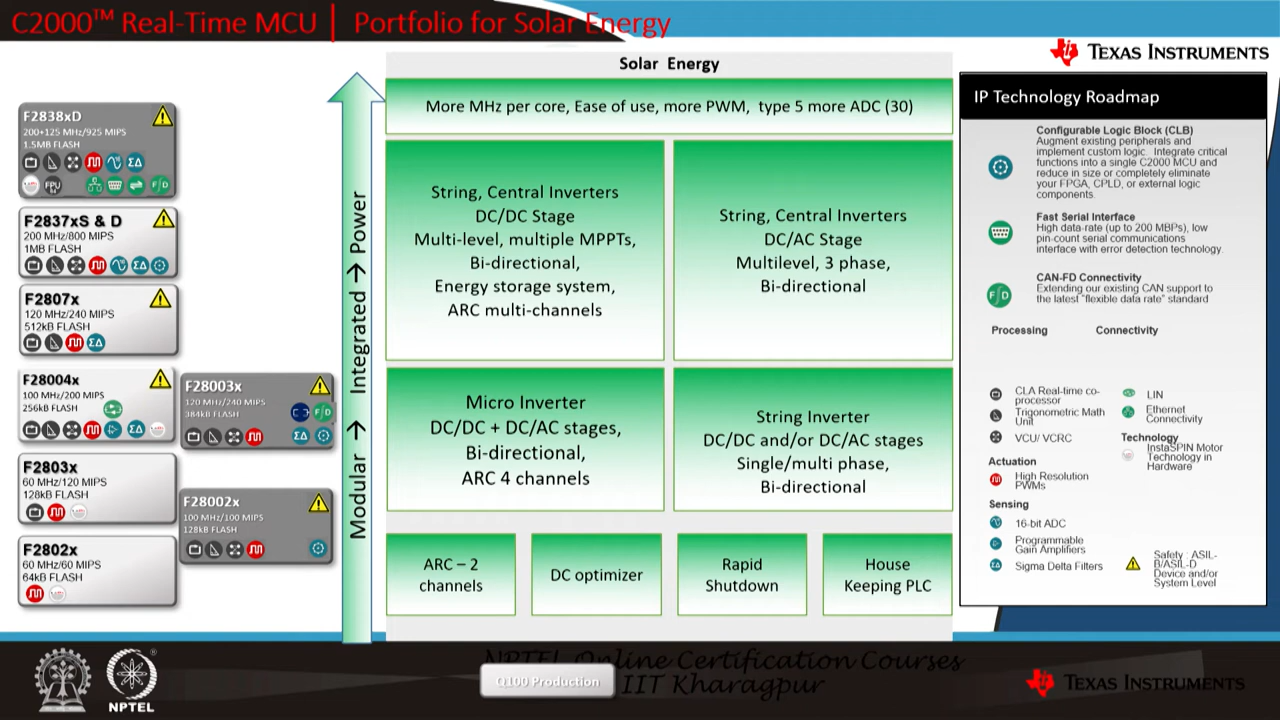 C2000™ Real-Time MCU | Portfolio for Solar Energy
TEXAS INSTRUMENTS
F2838xD
200+125 MHz/925 MIPS
1.5MB FLASH
FPU
64
F/D
F2837xS & D
200 MHz/800 MIPS
1MB FLASH
ΣΔ
F2807x
120 MHz/240 MIPS
512kB FLASH
ΣΔ
F28004x
100 MHz/200 MIPS
256kB FLASH
ΣΔ
F28003x
120 MHz/240 MIPS
384kB FLASH
F/D
ΣΔ
F2803x
60 MHz/120 MIPS
128kB FLASH
F28002x
100 MHz/100 MIPS
128kB FLASH
F2802x
60 MHz/60 MIPS
64kB FLASH
Modular → Integrated → Power
Solar Energy
More MHz per core, Ease of use, more PWM, type 5 more ADC (30)
String, Central Inverters
DC/DC Stage
Multi-level, multiple MPPTs,
Bi-directional,
Energy storage system,
ARC multi-channels
String, Central Inverters
DC/AC Stage
Multilevel, 3 phase,
Bi-directional
Micro Inverter
DC/DC + DC/AC stages,
Bi-directional,
ARC 4 channels
String Inverter
DC/DC and/or DC/AC stages
Single/multi phase,
Bi-directional
ARC – 2
channels
DC optimizer
Rapid
Shutdown
House
Keeping PLC
IP Technology Roadmap
Configurable Logic Block (CLB)
Augment existing peripherals and
implement custom logic. Integrate critical
functions into a single C2000 MCU and
reduce in size or completely eliminate
your FPGA, CPLD, or external logic
components.
Fast Serial Interface
High data-rate (up to 200 MBPs), low
pin-count serial communications
interface with error detection technology.
F/D
CAN-FD Connectivity
Extending our existing CAN support to
the latest "flexible data rate" standard
Processing
CLA Real-time co-
processor
Trigonometric Math
Unit
VCU/ VCRC
Actuation
High Resolution
PWMs
Sensing
16-bit ADC
Programmable
Gain Amplifiers
ΣΔ Sigma Delta Filters
Connectivity
LIN
Ethernet
Connectivity
Technology
InstaSPIN Motor
Technology in
Hardware
Safety : ASIL-
B/ASIL-D
Device and/or
System Level
NPTEL
NPTEL Online Certification Courses
IIT Kharagpur
Q100 Production
TEXAS INSTRUMENTS